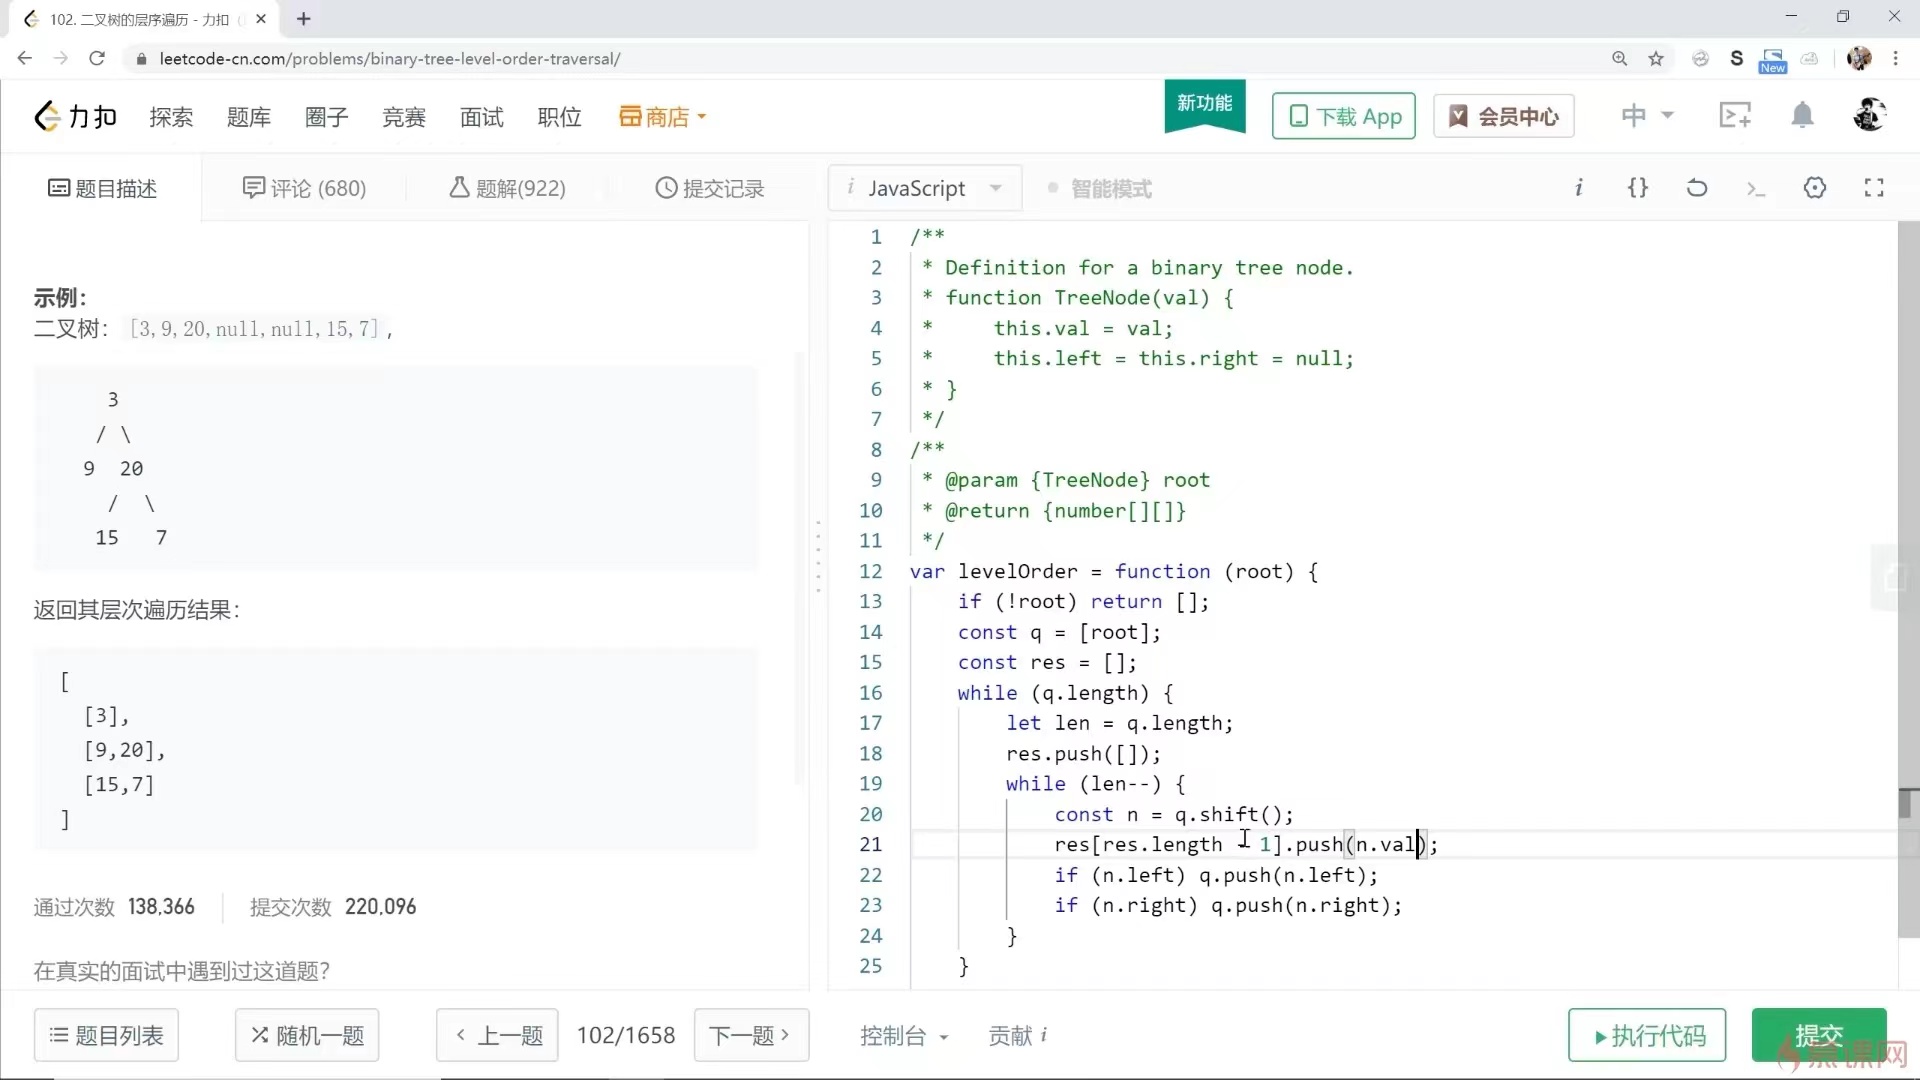 102. 二叉树的层序遍历 - 力扣 (
leetcode-cn.com/problems/binary-tree-level-order-traversal/
S
New
力扣 探索 题库 圈子 竞赛 面试 职位 商店
新功能
下载 App
会员中心
中
题目描述
评论 (680)
题解(922)
提交记录
i JavaScript
智能模式
i {} >_
示例：
二叉树： [3,9,20,null,null,15,7] ,
3
/ \
9 20
/ \
15 7
返回其层次遍历结果：
[
[3],
[9,20],
[15,7]
]
通过次数 138,366 提交次数 220,096
在真实的面试中遇到过这道题？
1 /**
2 * Definition for a binary tree node.
3 * function TreeNode(val) {
4 * this.val = val;
5 * this.left = this.right = null;
6 * }
7 */
8 /**
9 * @param {TreeNode} root
10 * @return {number[][]}
11 */
12 var levelOrder = function (root) {
13 if (!root) return [];
14 const q = [root];
15 const res = [];
16 while (q.length) {
17 let len = q.length;
18 res.push([]);
19 while (len--) {
20 const n = q.shift();
21 res[res.length - 1].push(n.val);
22 if (n.left) q.push(n.left);
23 if (n.right) q.push(n.right);
24 }
25 }
题目列表
随机一题
< 上一题
102/1658
下一题 >
控制台
贡献 i
执行代码
提交
慕课网